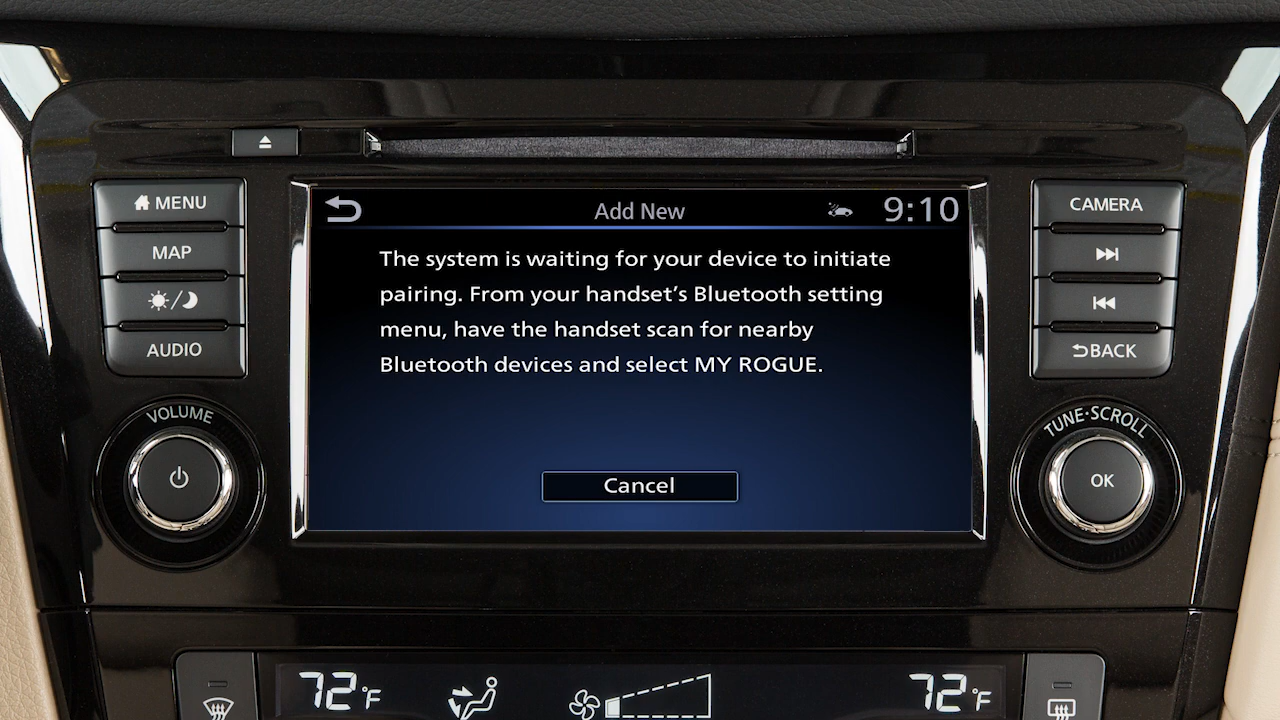 MENU
MAP
AUDIO
VOLUME
Add New
9:10
The system is waiting for your device to initiate
pairing. From your handset's Bluetooth setting
menu, have the handset scan for nearby
Bluetooth devices and select MY ROGUE.
Cancel
CAMERA
BACK
TUNE·SCROLL
OK
72°F
72°F